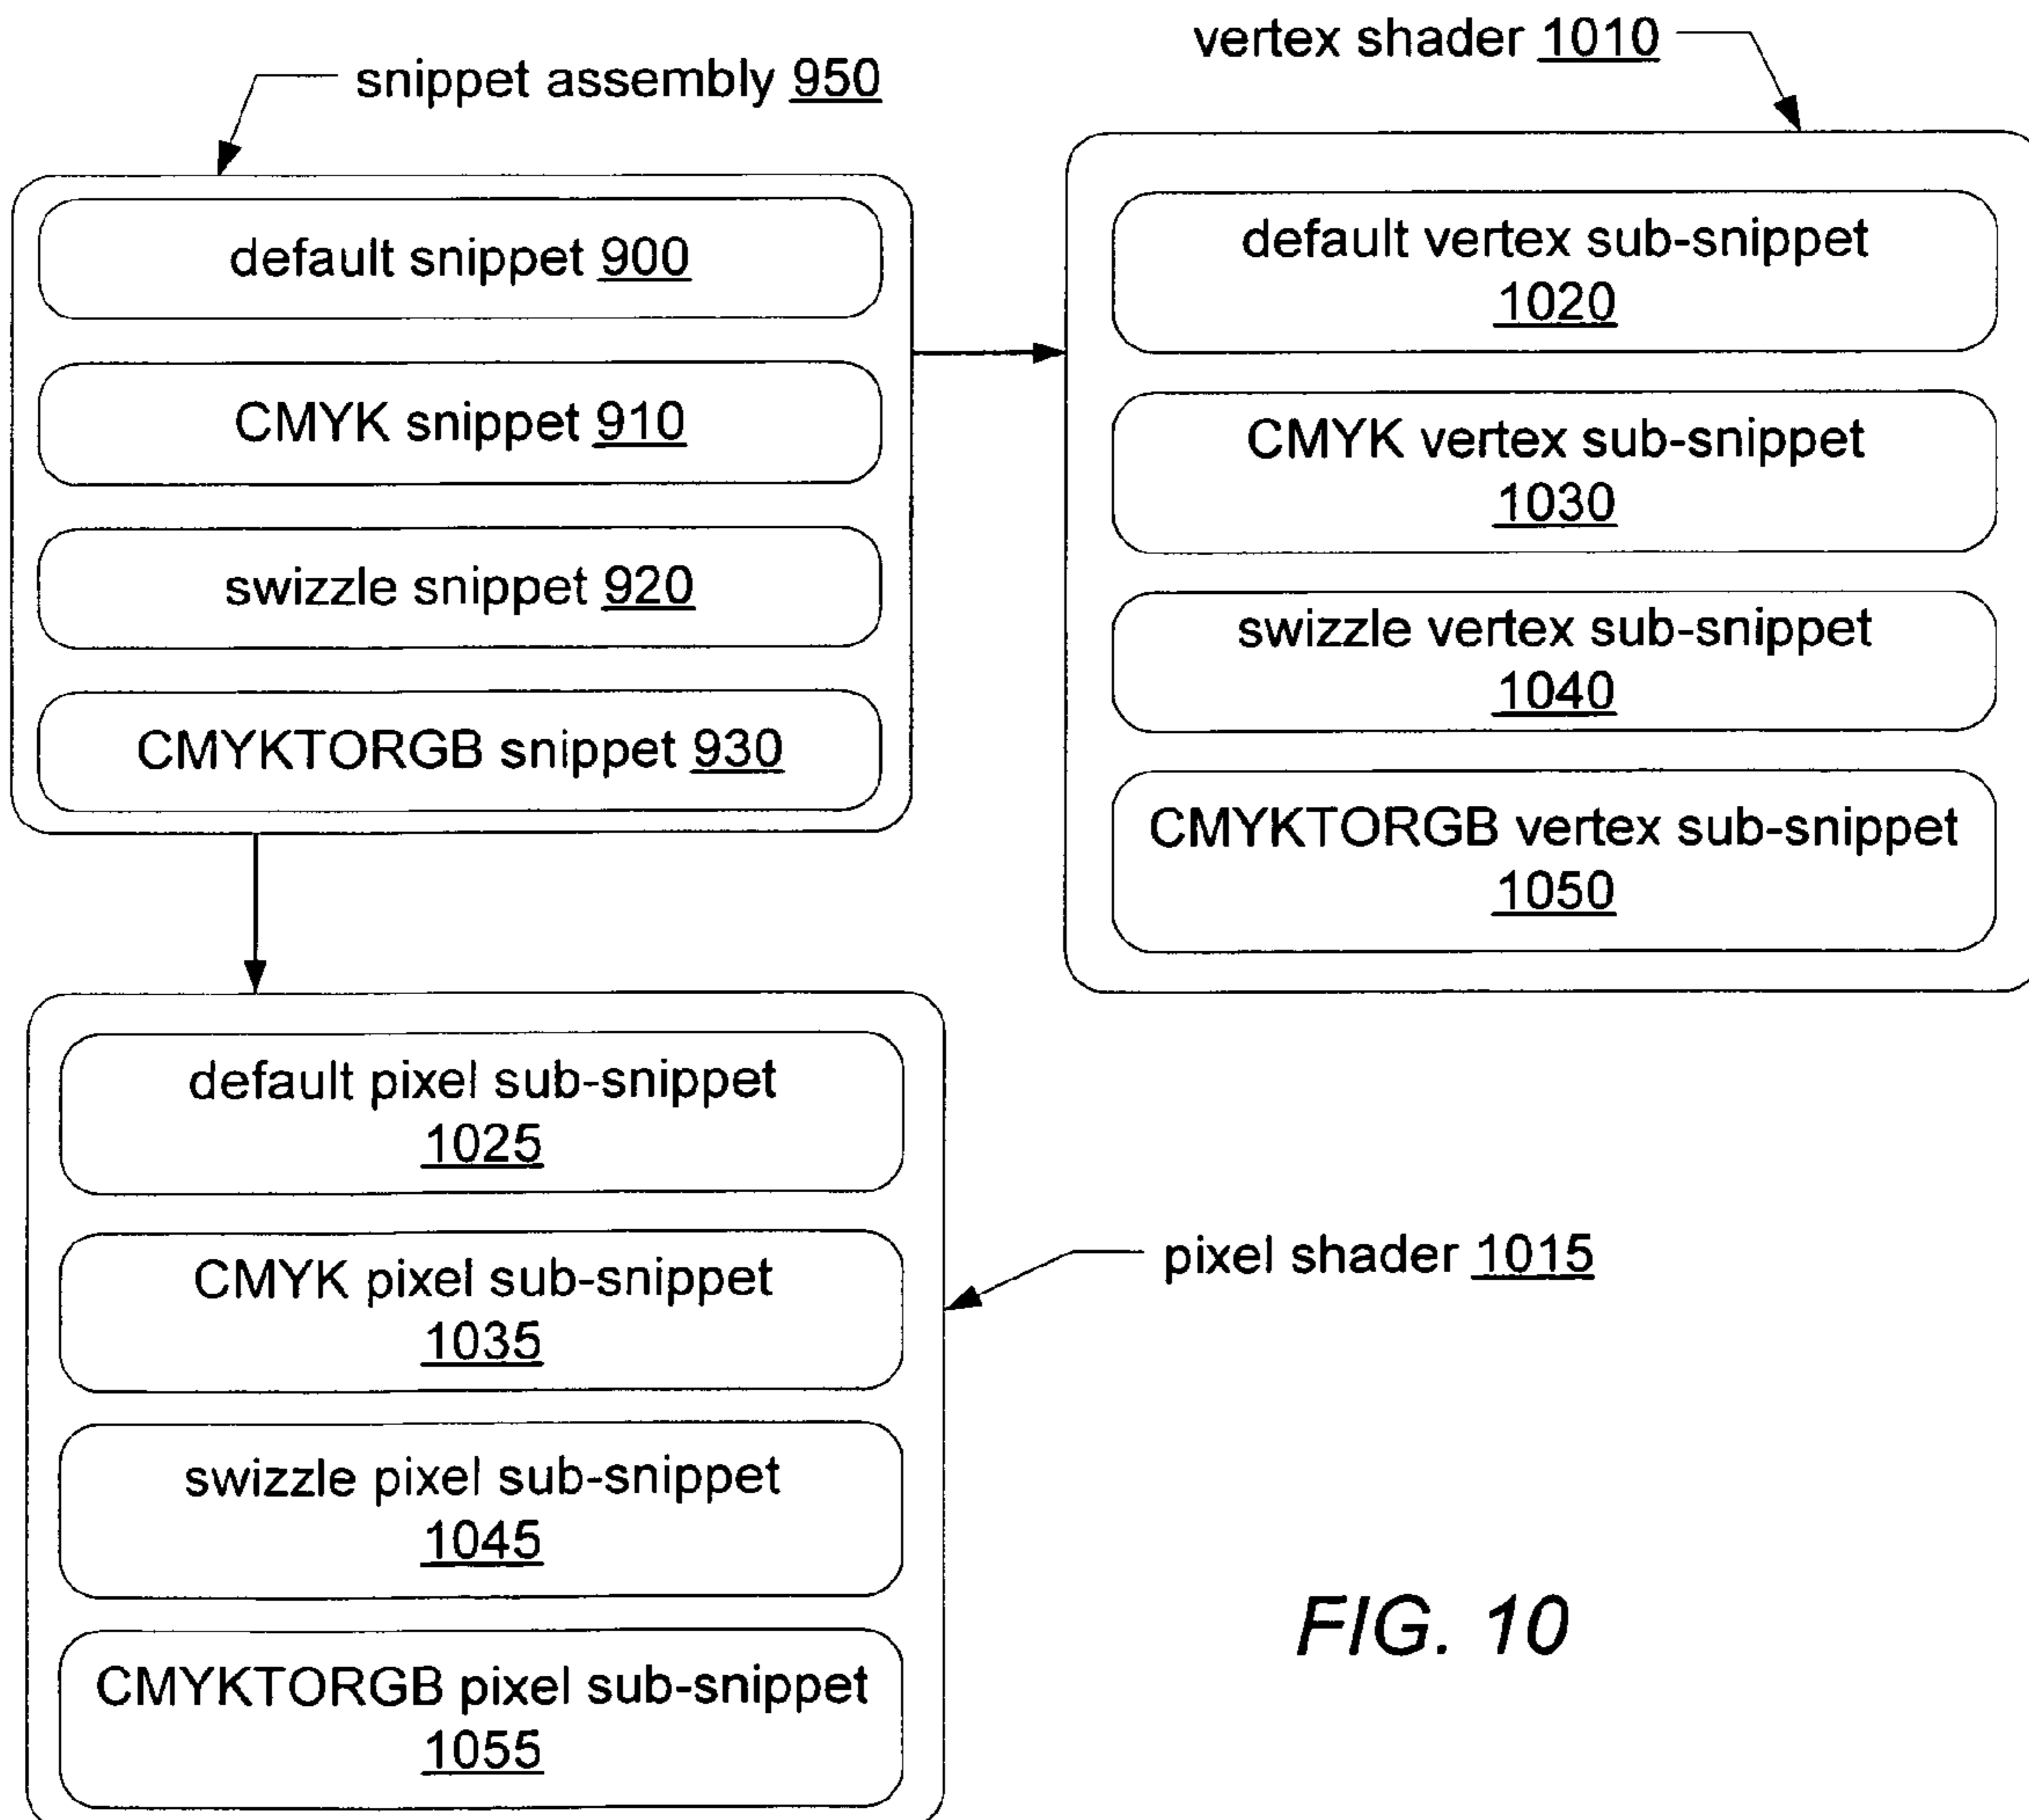 snippet assembly 950
default snippet 900
CMYK snippet 910
swizzle snippet 920
CMYKTORGB snippet 930
vertex shader 1010
default vertex sub-snippet
1020
CMYK vertex sub-snippet
1030
swizzle vertex sub-snippet
1040
CMYKTORGB vertex sub-snippet
1050
default pixel sub-snippet
1025
CMYK pixel sub-snippet
1035
swizzle pixel sub-snippet
1045
CMYKTORGB pixel sub-snippet
1055
pixel shader 1015
FIG. 10